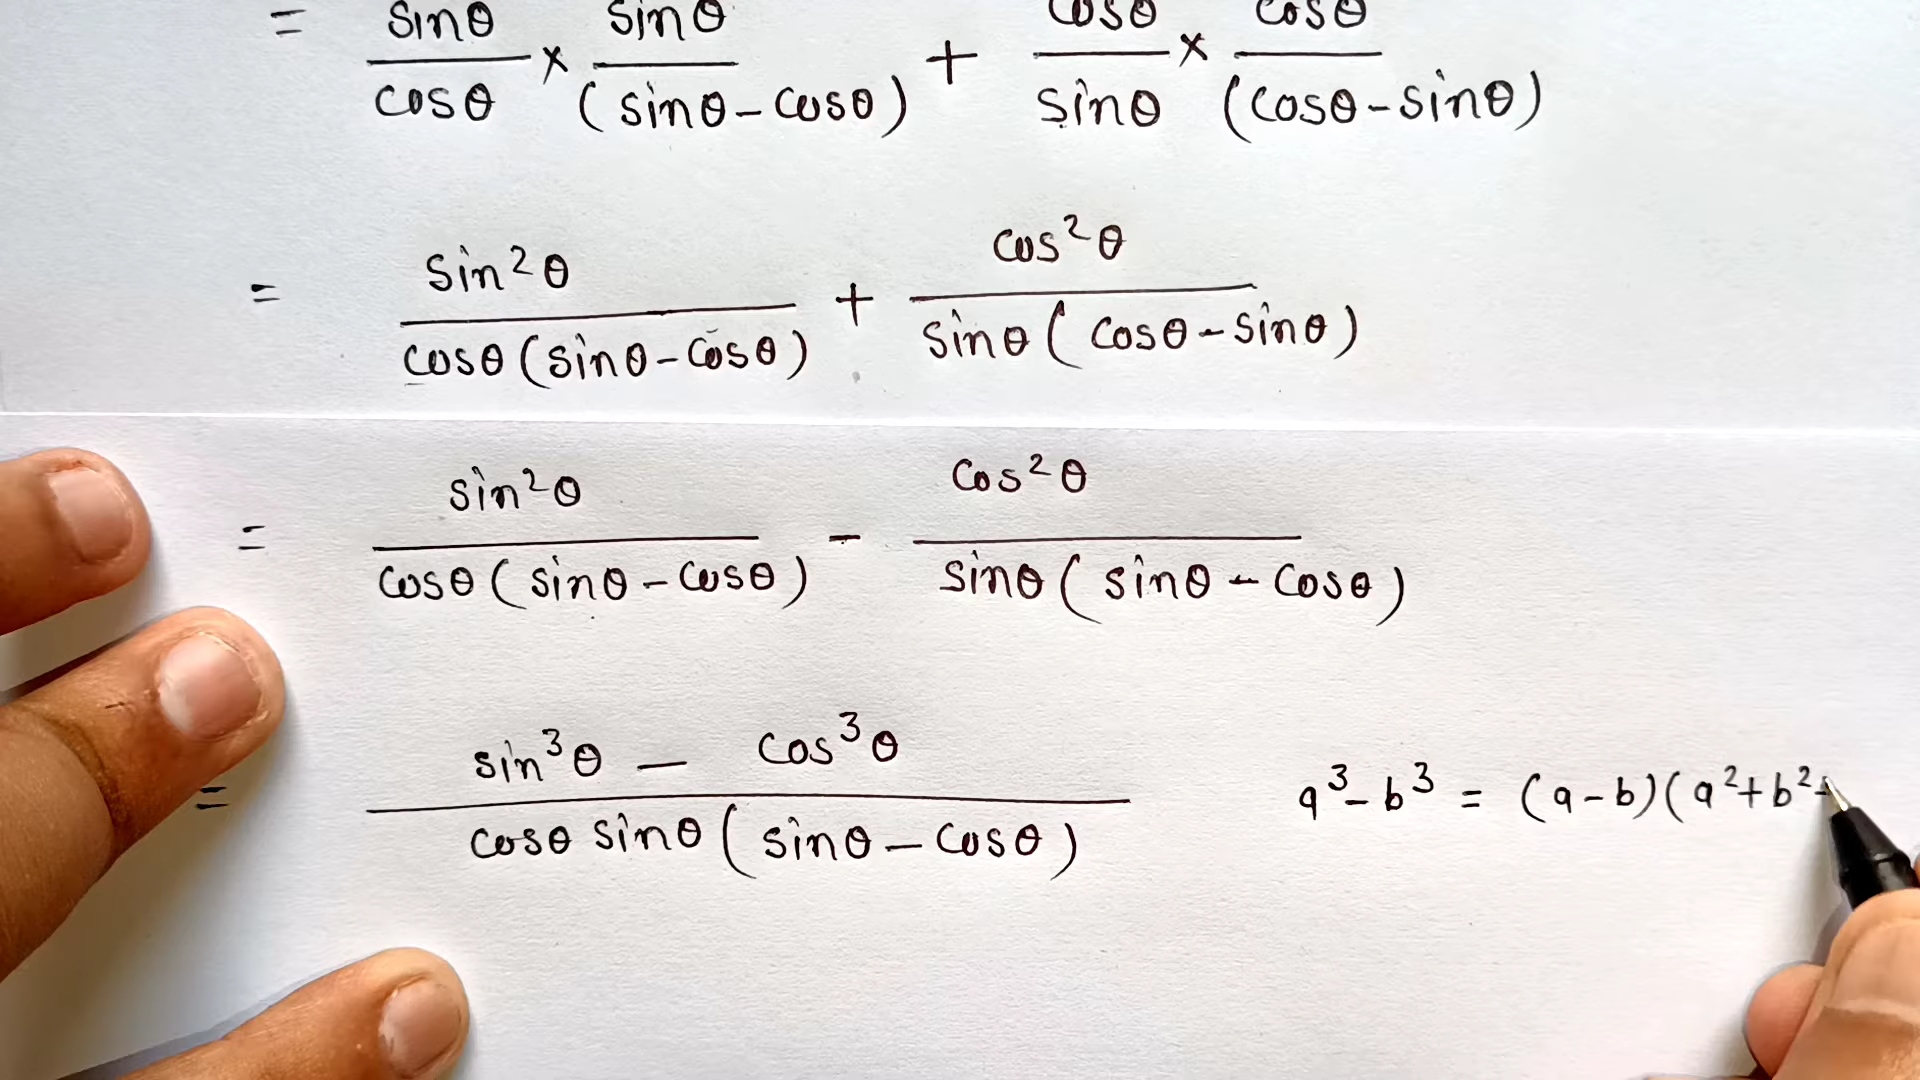 = sinθ/cosθ × sinθ/(sinθ-cosθ) + cosθ/sinθ × cosθ/(cosθ-sinθ)
= sin²θ/cosθ(sinθ-cosθ) + cos²θ/sinθ(cosθ-sinθ)
= sin²θ/cosθ(sinθ-cosθ) - cos²θ/sinθ(sinθ-cosθ)
= sin³θ - cos³θ/cosθ sinθ(sinθ-cosθ)
a³-b³ = (a-b)(a²+b²